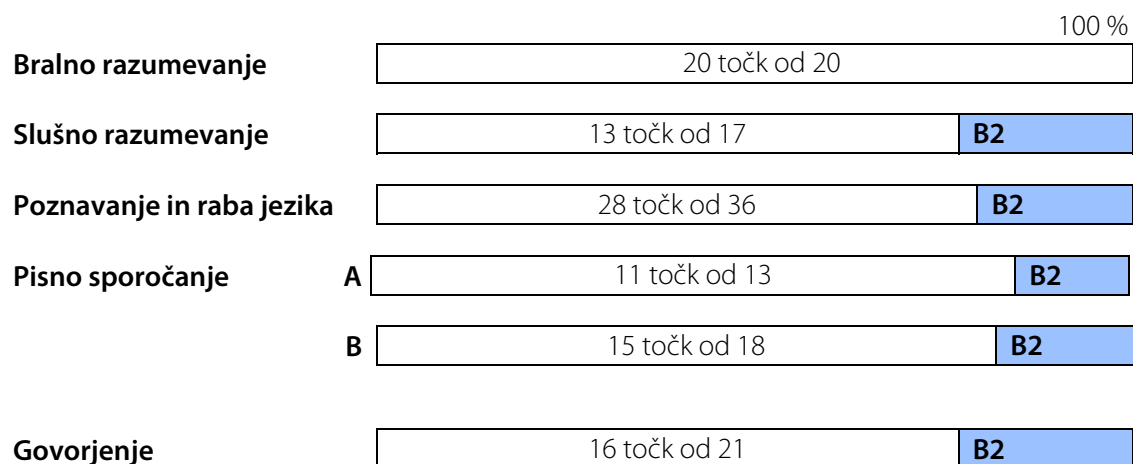 100 %
Bralno razumevanje 20 točk od 20
Slušno razumevanje 13 točk od 17 B2
Poznavanje in raba jezika 28 točk od 36 B2
Pisno sporočanje A 11 točk od 13 B2
B 15 točk od 18 B2
Govorjenje 16 točk od 21 B2